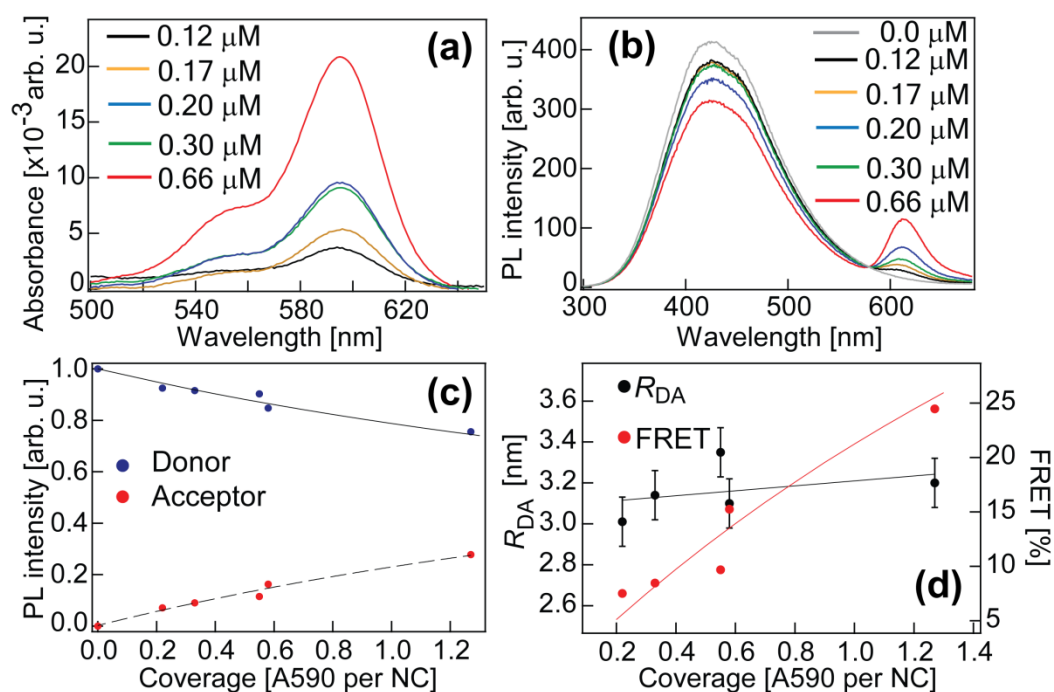 (a)
0.12 μM
0.17 μM
0.20 μM
0.30 μM
0.66 μM
Absorbance [x10⁻³ arb. u.]
20
15
10
5
0
500
540
580
620
Wavelength [nm]
(b)
0.0 μM
0.12 μM
0.17 μM
0.20 μM
0.30 μM
0.66 μM
PL intensity [arb. u.]
400
300
200
100
0
300
400
500
600
Wavelength [nm]
(c)
Donor
Acceptor
PL intensity [arb. u.]
1.0
0.8
0.6
0.4
0.2
0.0
0.0
0.2
0.4
0.6
0.8
1.0
1.2
Coverage [A590 per NC]
(d)
R_DA
FRET
R_DA [nm]
3.6
3.4
3.2
3.0
2.8
2.6
0.2
0.4
0.6
0.8
1.0
1.2
1.4
Coverage [A590 per NC]
25
20
15
10
5
FRET [%]